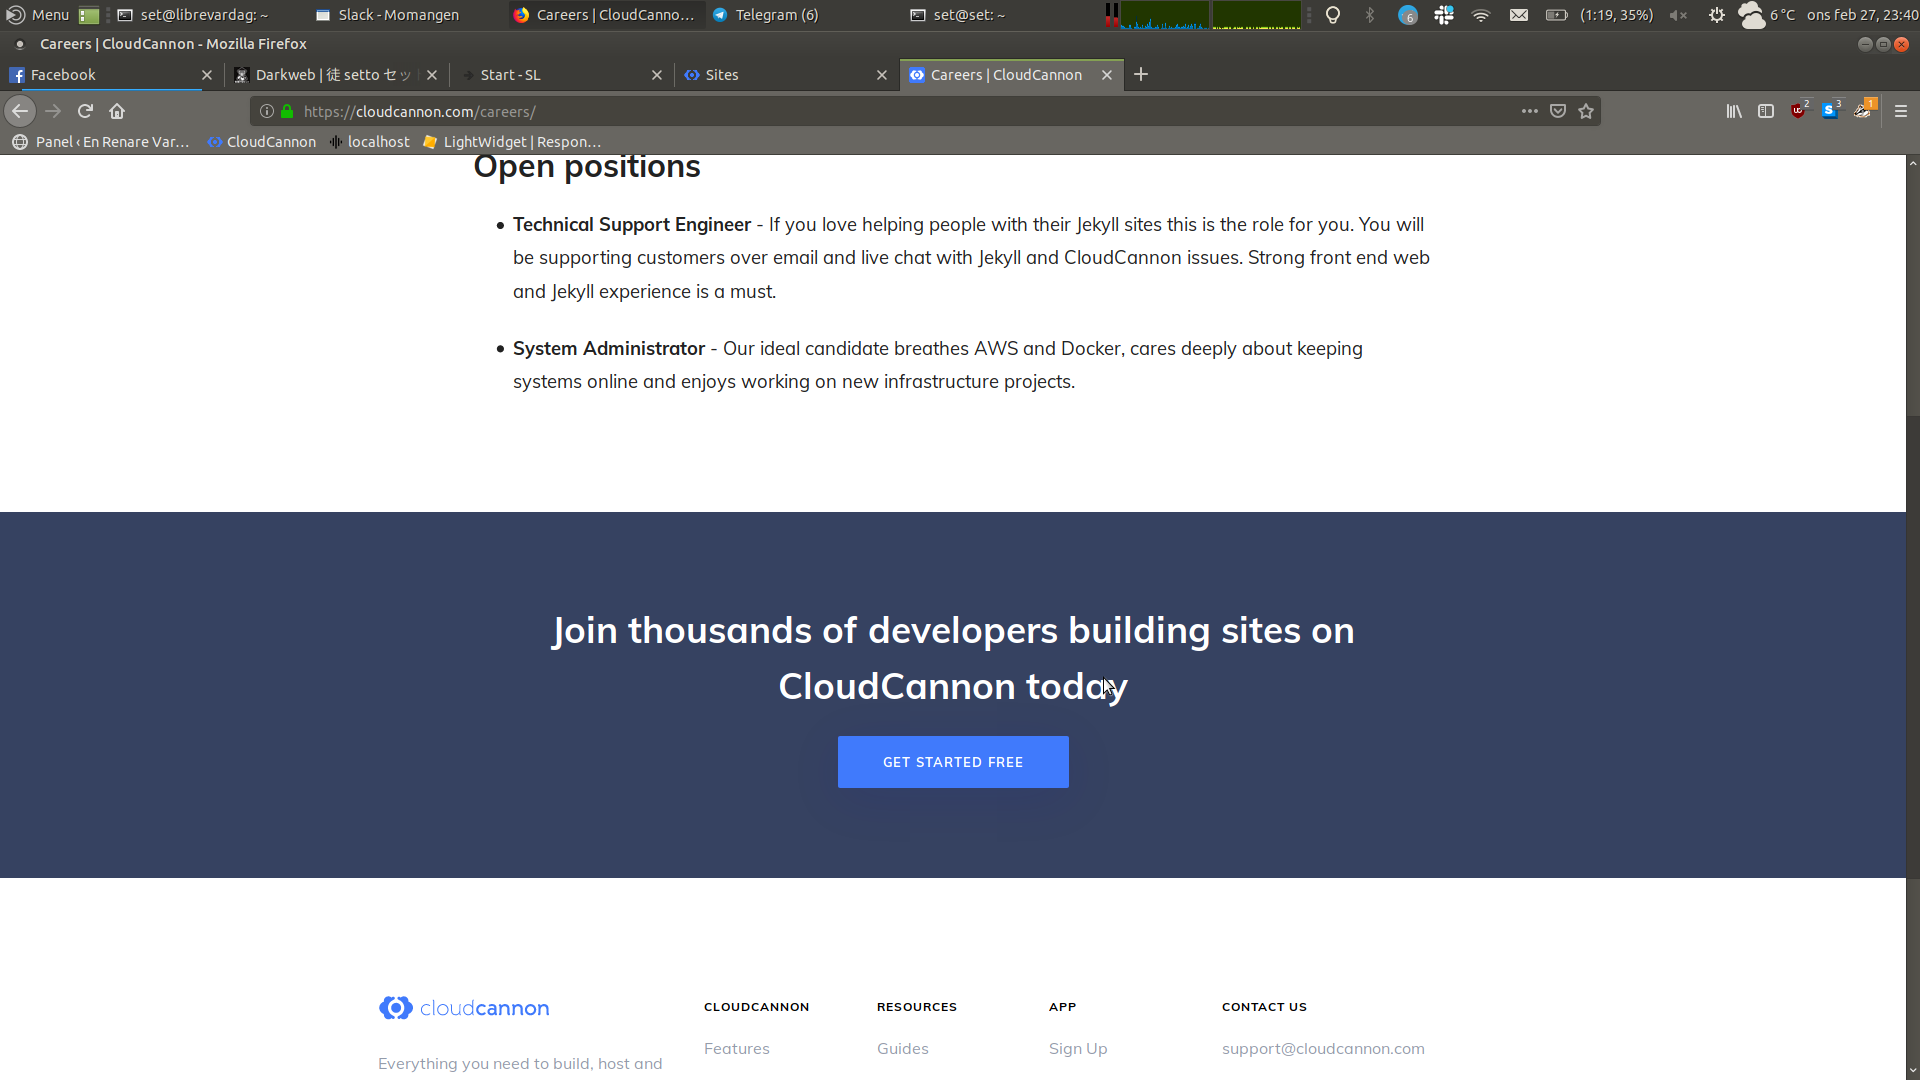 Menu set@librevardag: ~ Slack - Momangen Careers | CloudCanno... Telegram (6) set@set: ~ 6 (1:19, 35%) 6 °C ons feb 27, 23:40
Careers | CloudCannon - Mozilla Firefox
Facebook Darkweb | 徒 setto セッ Start - SL Sites Careers | CloudCannon
https://cloudcannon.com/careers/ 2 3 1
Panel ‹ En Renare Var... CloudCannon localhost LightWidget | Respon...
Open positions
• Technical Support Engineer - If you love helping people with their Jekyll sites this is the role for you. You will
be supporting customers over email and live chat with Jekyll and CloudCannon issues. Strong front end web
and Jekyll experience is a must.
• System Administrator - Our ideal candidate breathes AWS and Docker, cares deeply about keeping
systems online and enjoys working on new infrastructure projects.
Join thousands of developers building sites on
CloudCannon today
GET STARTED FREE
cloudcannon CLOUDCANNON RESOURCES APP CONTACT US
Features Guides Sign Up support@cloudcannon.com
Everything you need to build, host and